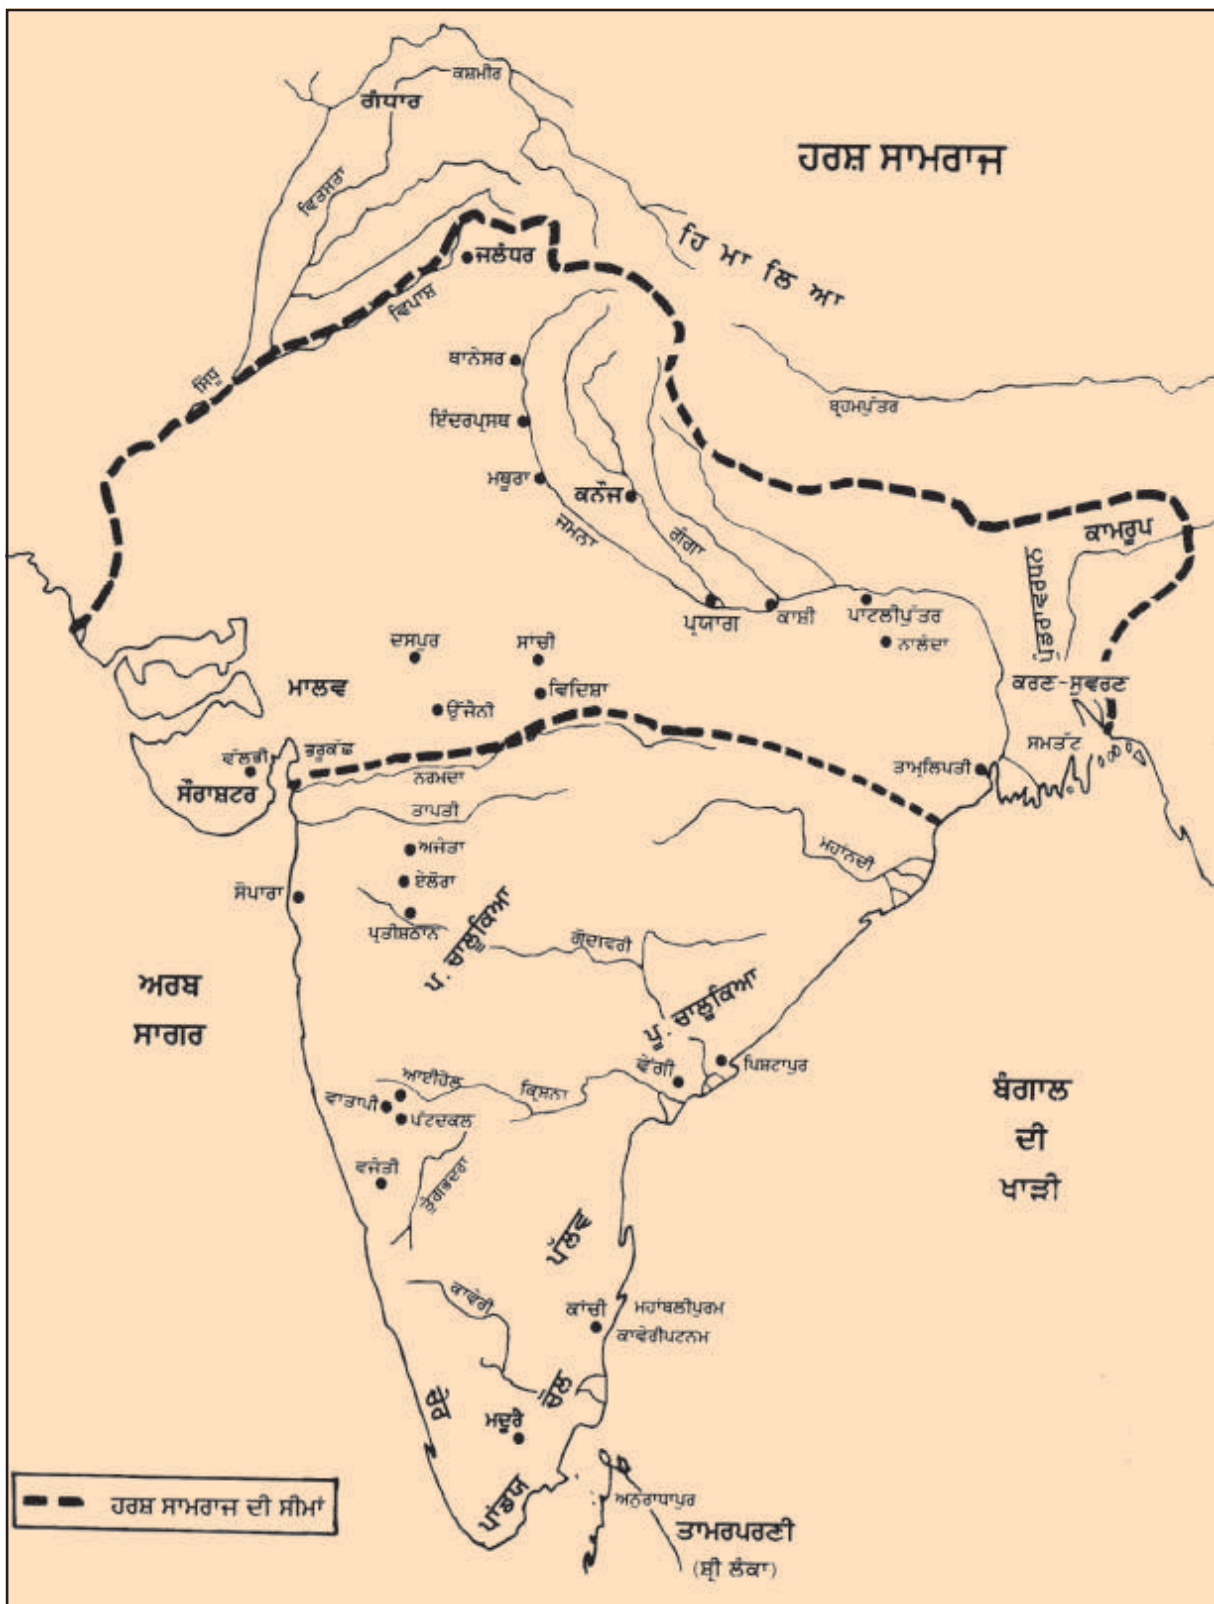 ਕਸ਼ਮੀਰ
ਗੰਧਾਰ
ਹਰਸ਼ ਸਾਮਰਾਜ
ਵਿਤਸਤਾ
ਹਿ ਮਾ ਲਿ ਆ
ਜਲੰਧਰ
ਵਿਪਾਸ਼
ਸਿੰਧੂ
ਥਾਨੇਸਰ
ਬ੍ਰਹਮਪੁੱਤਰ
ਇੰਦਰਪ੍ਰਸਥ
ਮਥੂਰਾ
ਕਨੌਜ
ਜਮਨਾ
ਗੰਗਾ
ਕਾਮਰੂਪ
ਪ੍ਰਯਾਗ
ਕਾਸ਼ੀ
ਪਾਟਲੀਪੁੱਤਰ
ਨਾਲੰਦਾ
ਦਸਪੁਰ
ਸਾਂਚੀ
ਮਾਲਵ
ਵਿਦਿਸ਼ਾ
ਉੱਜੈਨੀ
ਕਰਣ-ਸੁਵਰਣ
ਸਮਤੱਟ
ਭਰੂਕੱਛ
ਵੱਲਭੀ
ਸੌਰਾਸ਼ਟਰ
ਨਰਮਦਾ
ਤਾਮ੍ਰਲਿਪਤੀ
ਤਾਪਤੀ
ਅਜੰਤਾ
ਮਹਾਂਨਦੀ
ਏਲੋਰਾ
ਸੋਪਾਰਾ
ਪ੍ਰਤੀਸ਼ਠਾਨ
ਪ. ਚਾਲੂਕਿਆ
ਗੋਦਾਵਰੀ
ਅਰਬ
ਸਾਗਰ
ਪੂ. ਚਾਲੂਕਿਆ
ਵੇਂਗੀ
ਪਿਸ਼ਟਾਪੁਰ
ਆਈਹੋਲ
ਕ੍ਰਿਸ਼ਨਾ
ਵਾਤਾਪੀ
ਪੱਟਦਕਲ
ਬੰਗਾਲ
ਦੀ
ਖਾੜੀ
ਵਜੰਤੀ
ਤੁੰਗਭਦਰਾ
ਪੱਲਵ
ਕਾਵੇਰੀ
ਕਾਂਚੀ
ਮਹਾਂਬਲੀਪੁਰਮ
ਕਾਵੇਰੀਪਟਨਮ
ਚੋਲ
ਮਦੂਰੈ
ਪਾਂਡਯ
ਅਨੁਰਾਧਾਪੁਰ
ਤਾਮਰਪਰਣੀ
(ਸ਼੍ਰੀ ਲੰਕਾ)
ਹਰਸ਼ ਸਾਮਰਾਜ ਦੀ ਸੀਮਾਂ